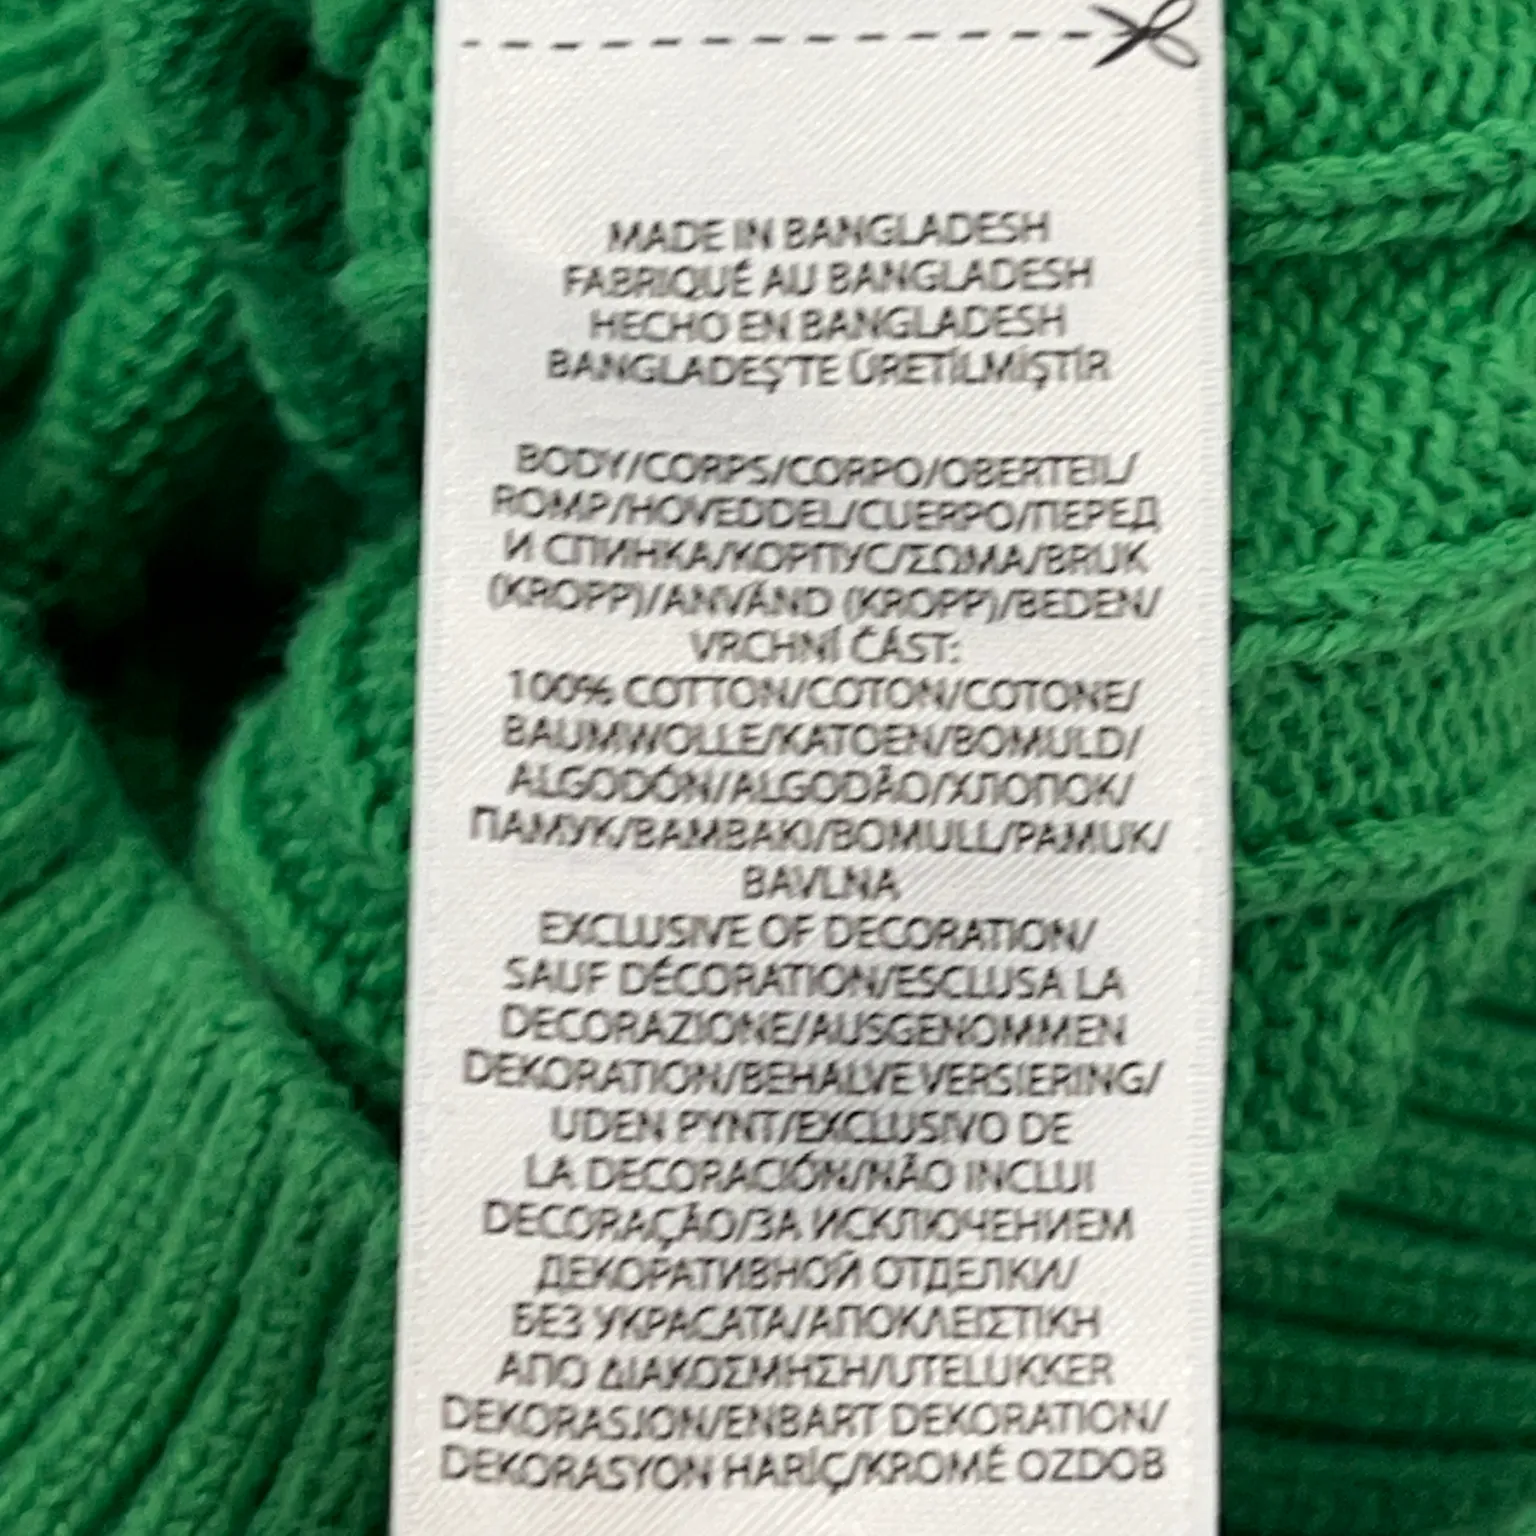 MADE IN BANGLADESH
FABRIQUÉ AU BANGLADESH
HECHO EN BANGLADESH
BANGLADEŞ'TE ÜRETİLMİŞTİR
BODY/CORPS/CORPO/OBERTEIL/
ROMP/HOVEDDEL/CUERPO/ПЕРЕД
И СПИНКА/КОРПУС/ΣΩΜΑ/BRUK
(KROPP)/ANVÄND (KROPP)/BEDEN/
VRCHNÍ ČÁST:
100% COTTON/COTON/COTONE/
BAUMWOLLE/KATOEN/BOMULD/
ALGODÓN/ALGODÃO/ХЛОПОК/
ПАМУК/ΒΑΜΒΑΚΙ/BOMULL/PAMUK/
BAVLNA
EXCLUSIVE OF DECORATION/
SAUF DÉCORATION/ESCLUSA LA
DECORAZIONE/AUSGENOMMEN
DEKORATION/BEHALVE VERSIERING/
UDEN PYNT/EXCLUSIVO DE
LA DECORACIÓN/NÃO INCLUI
DECORAÇÃO/ЗА ИСКЛЮЧЕНИЕМ
ДЕКОРАТИВНОЙ ОТДЕЛКИ/
БЕЗ УКРАСАТА/ΑΠΟΚΛΕΙΣΤΙΚΗ
ΑΠΟ ΔΙΑΚΟΣΜΗΣΗ/UTELUKKER
DEKORASJON/ENBART DEKORATION/
DEKORASYON HARİÇ/KROMĚ OZDOB